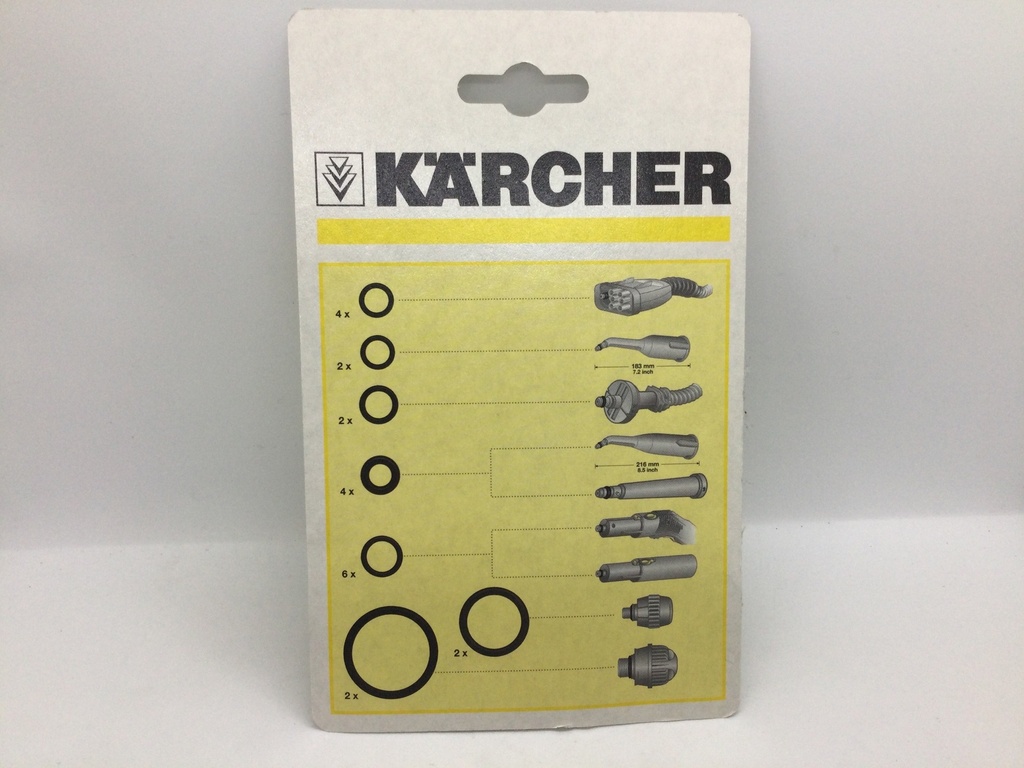 KÄRCHER
4 x
2 x
183 mm
7.2 inch
2 x
4 x
216 mm
8.5 inch
6 x
2 x
2 x